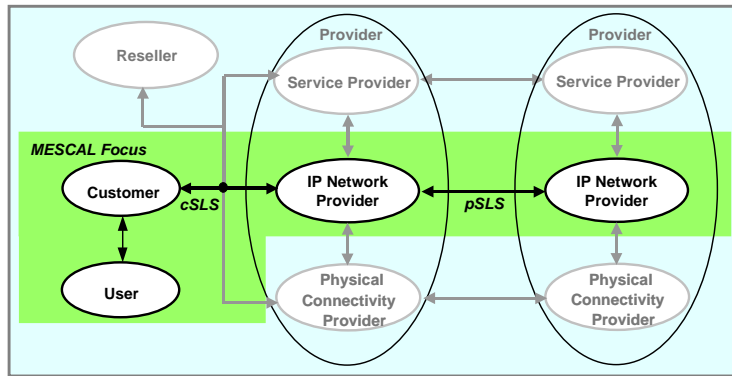 Provider
Provider
Reseller
Service Provider
Service Provider
MESCAL Focus
Customer
cSLS
IP Network
Provider
pSLS
IP Network
Provider
User
Physical
Connectivity
Provider
Physical
Connectivity
Provider